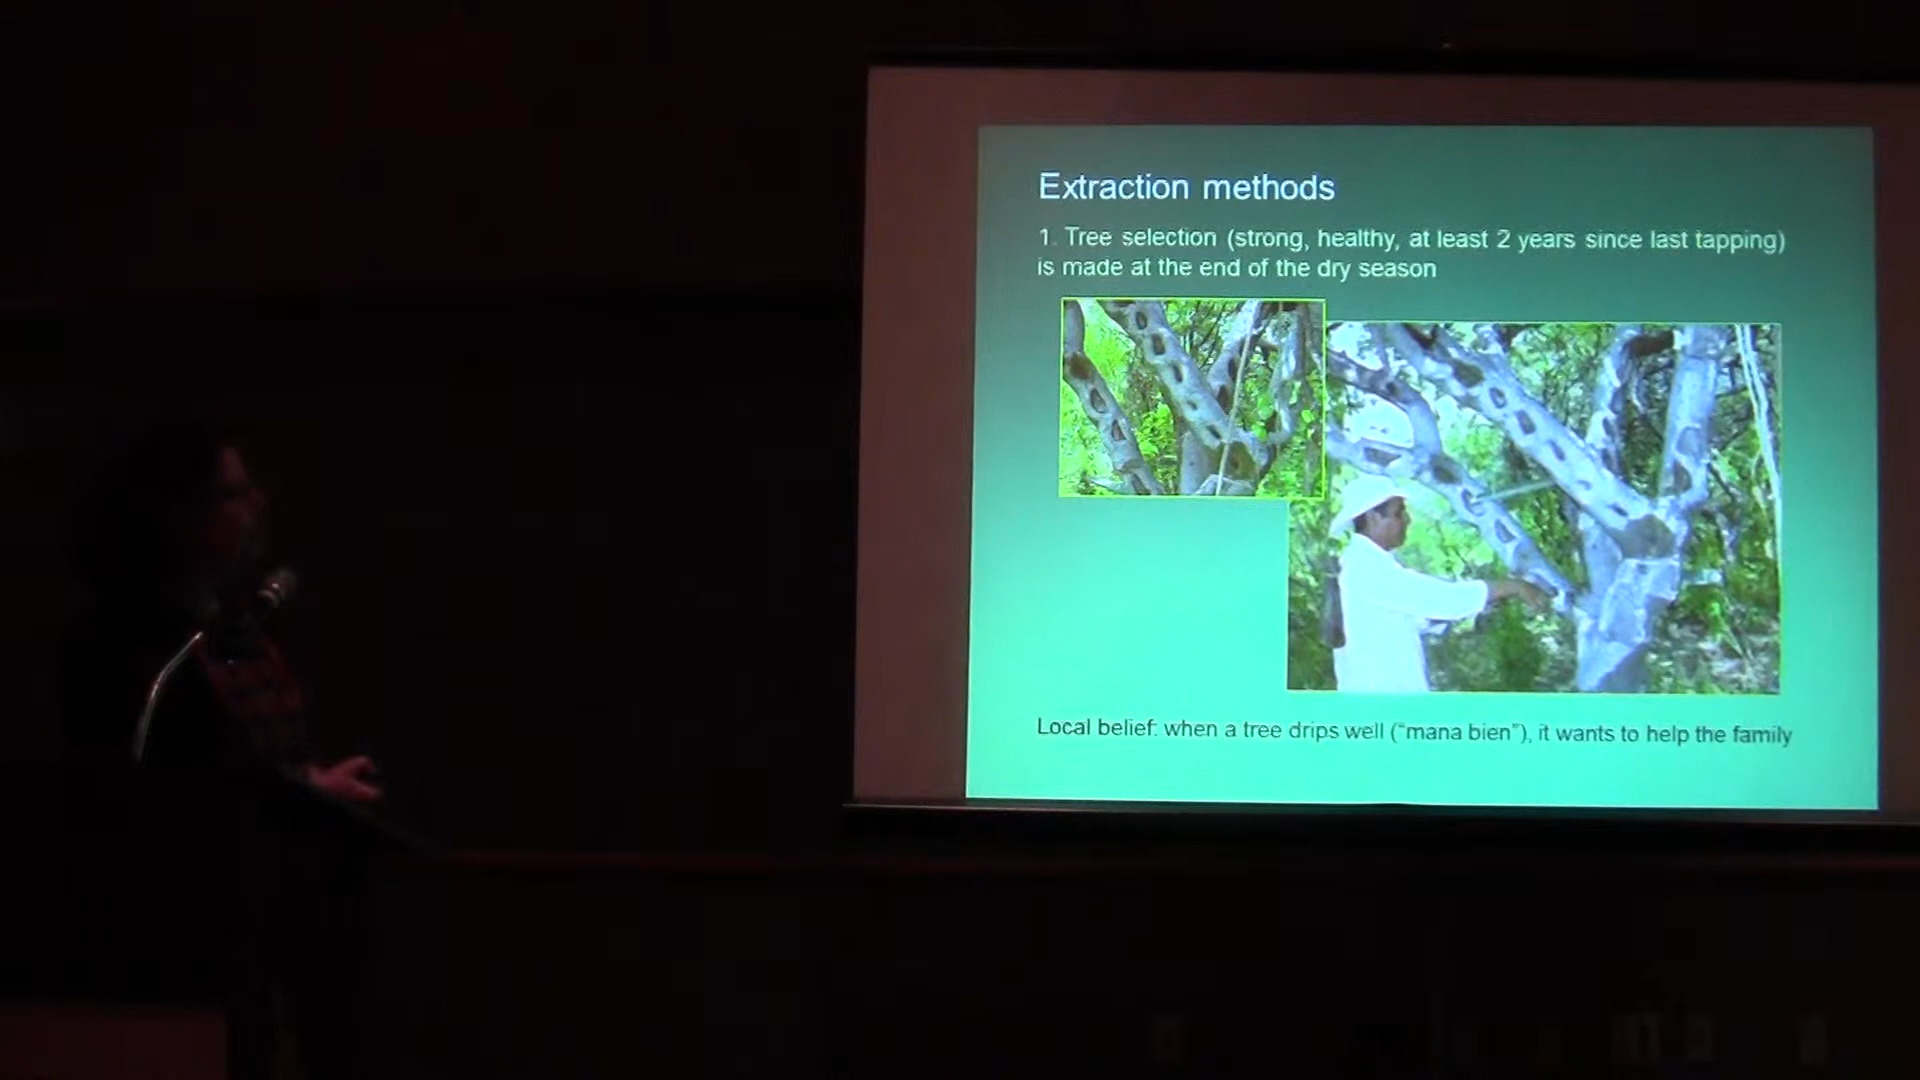 Extraction methods
1. Tree selection (strong, healthy, at least 2 years since last tapping)
is made at the end of the dry season
Local belief: when a tree drips well (“mana bien”), it wants to help the family